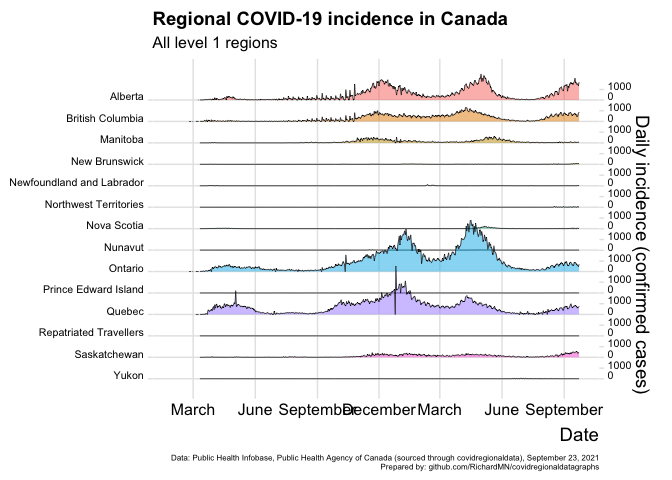 Regional COVID-19 incidence in Canada
All level 1 regions
Alberta
1000
0
British Columbia
1000
0
Manitoba
1000
0
New Brunswick
1000
0
Newfoundland and Labrador
1000
0
Northwest Territories
1000
0
Nova Scotia
1000
0
Nunavut
1000
0
Ontario
1000
0
Prince Edward Island
1000
0
Quebec
1000
0
Repatriated Travellers
1000
0
Saskatchewan
1000
0
Yukon
1000
0
Daily incidence (confirmed cases)
March June September December March June September
Date
Data: Public Health Infobase, Public Health Agency of Canada (sourced through covidregionaldata), September 23, 2021
Prepared by: github.com/RichardMN/covidregionaldatagraphs